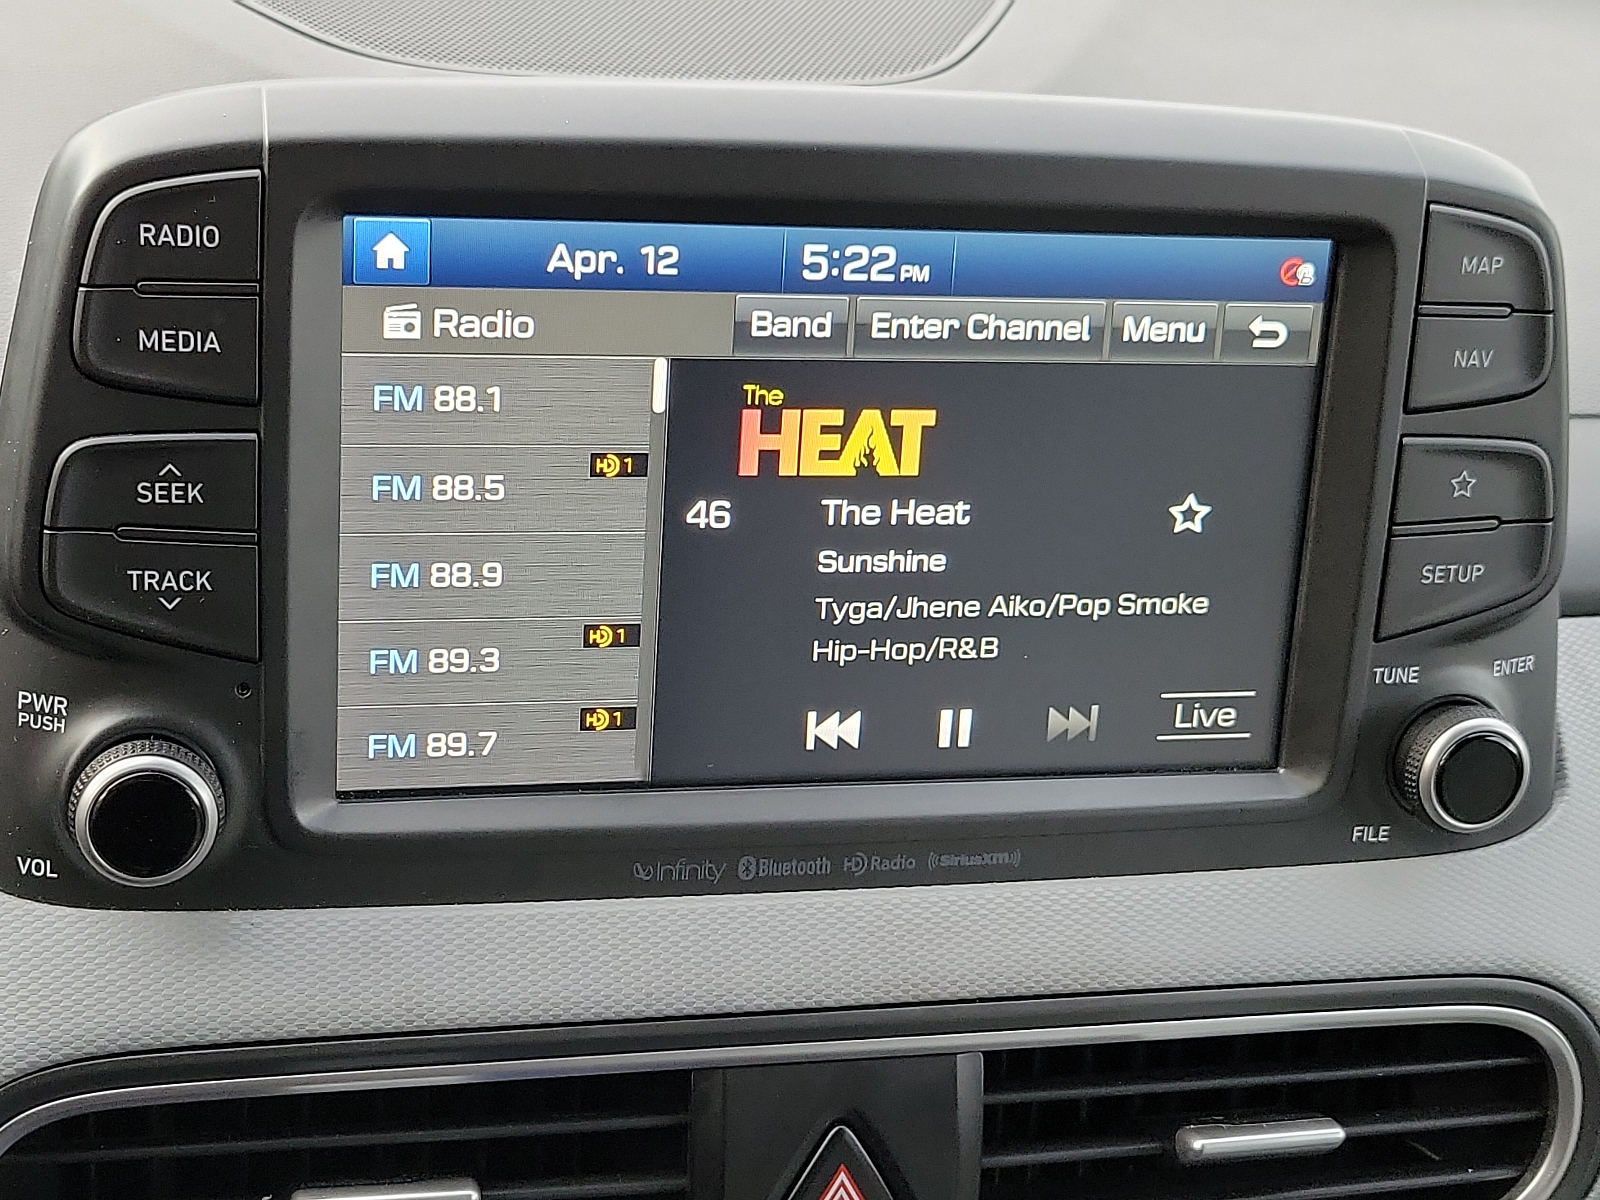 RADIO
MEDIA
SEEK
TRACK
PWR
PUSH
VOL
Apr. 12
5:22 PM
Radio
Band
Enter Channel
Menu
FM 88.1
HD 1
FM 88.5
FM 88.9
HD 1
FM 89.3
HD 1
FM 89.7
The
HEAT
46
The Heat
Sunshine
Tyga/Jhene Aiko/Pop Smoke
Hip-Hop/R&B
Live
MAP
NAV
SETUP
TUNE
ENTER
FILE
Infinity Bluetooth HD Radio ((SiriusXM))